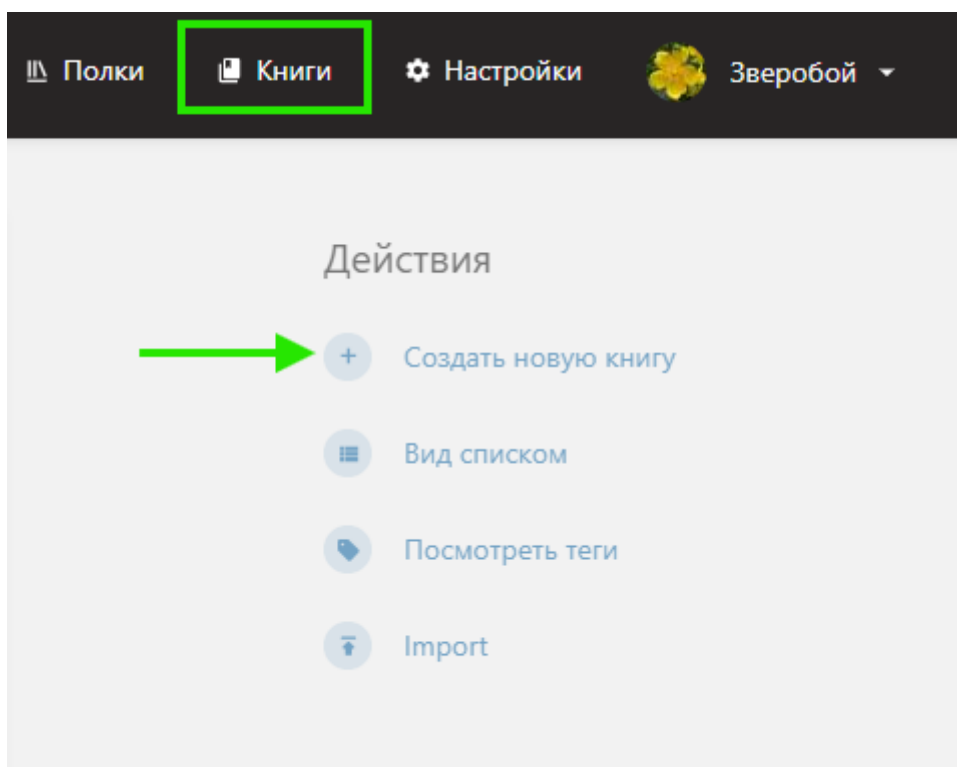 Полки Книги Настройки Зверобой
Действия
Создать новую книгу
Вид списком
Посмотреть теги
Import